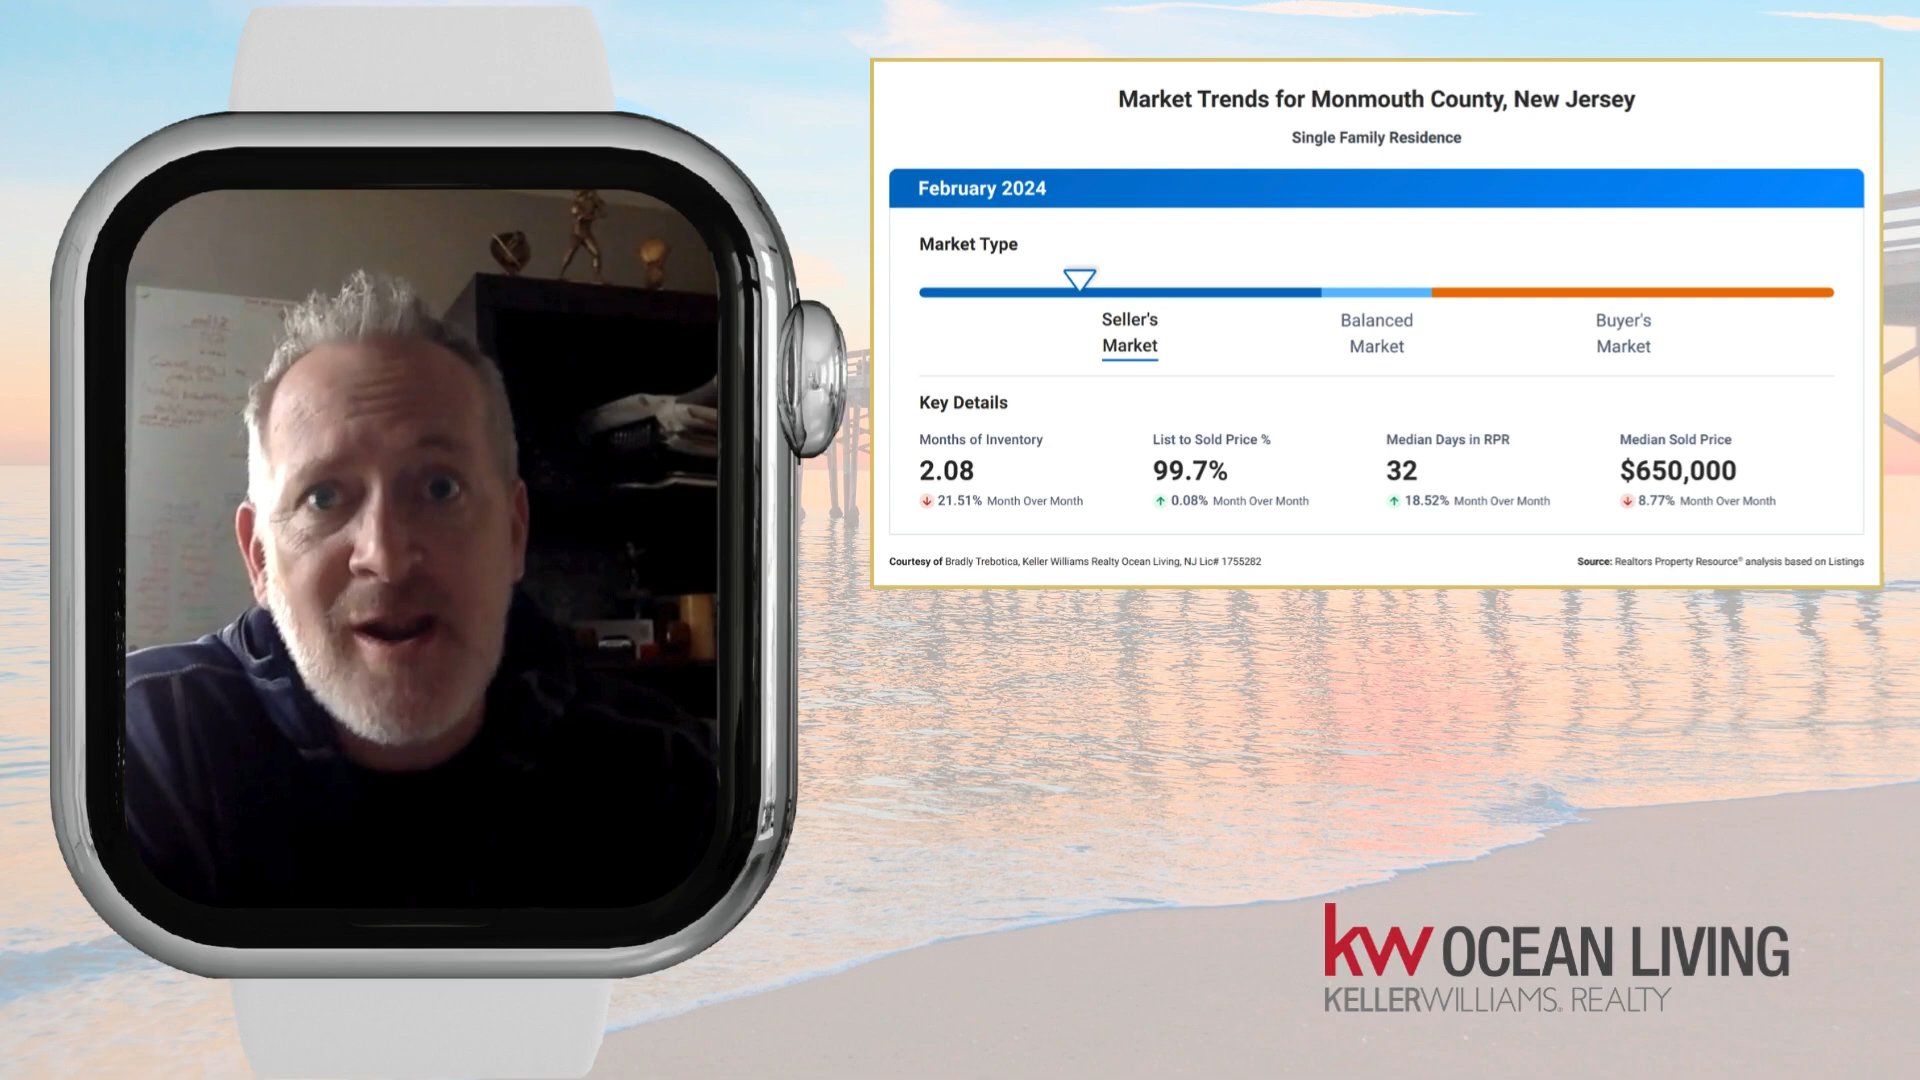 Market Trends for Monmouth County, New Jersey
Single Family Residence
February 2024
Market Type
Seller's
Market
Balanced
Market
Buyer's
Market
Key Details
Months of Inventory
2.08
21.51% Month Over Month
List to Sold Price %
99.7%
0.08% Month Over Month
Median Days in RPR
32
18.52% Month Over Month
Median Sold Price
$650,000
8.77% Month Over Month
Courtesy of Bradly Trebotica, Keller Williams Realty Ocean Living, NJ Lic# 1755282
Source: Realtors Property Resource® analysis based on Listings
kw OCEAN LIVING
KELLERWILLIAMS. REALTY